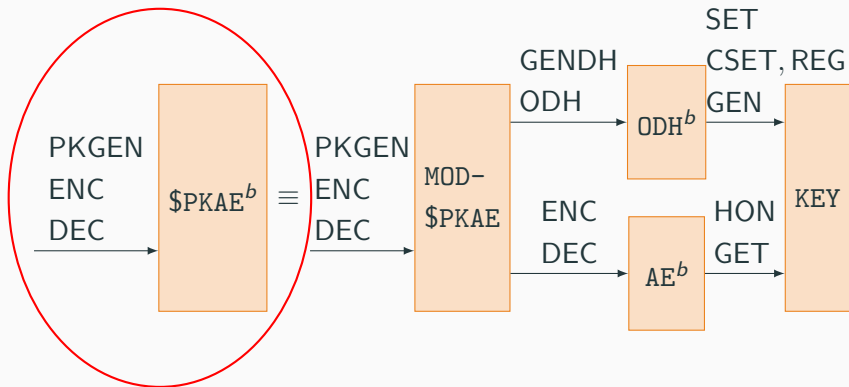 PKGEN
ENC
DEC
$PKAE^b
≡
PKGEN
ENC
DEC
MOD-
$PKAE
GENDH
ODH
ODH^b
SET
CSET, REG
GEN
ENC
DEC
AE^b
HON
GET
KEY